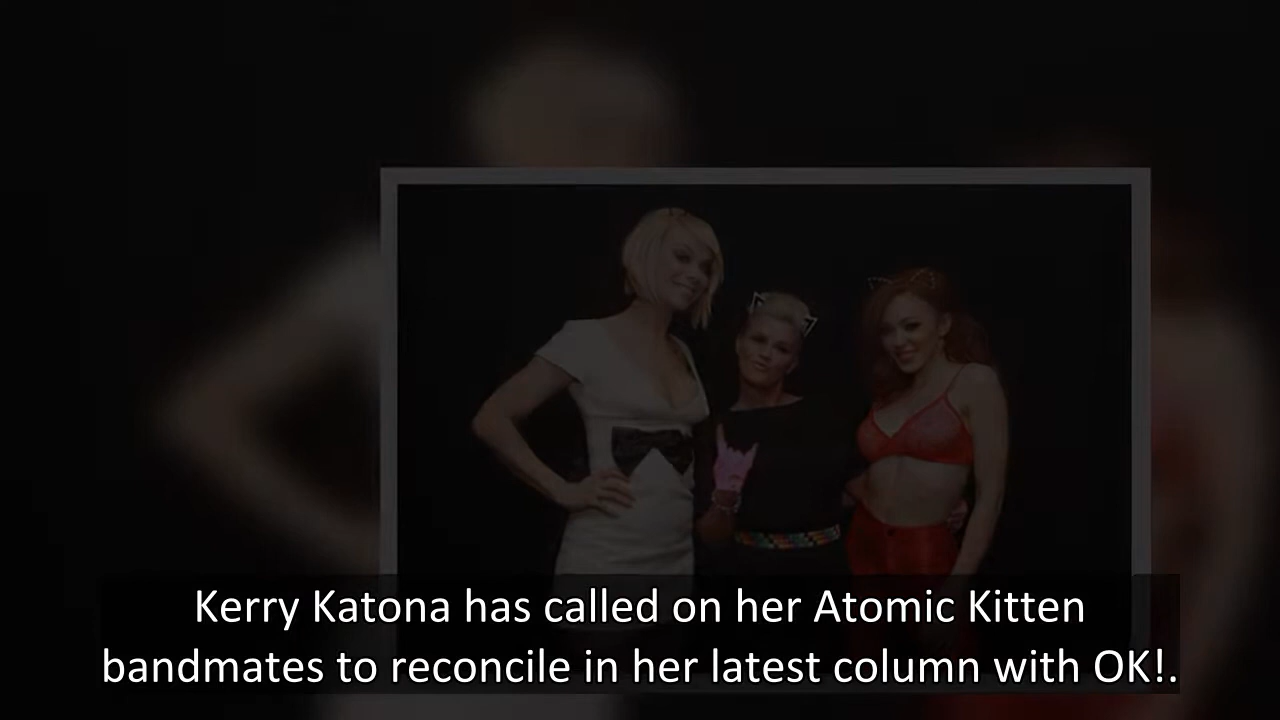 Kerry Katona has called on her Atomic Kitten
bandmates to reconcile in her latest column with OK!.